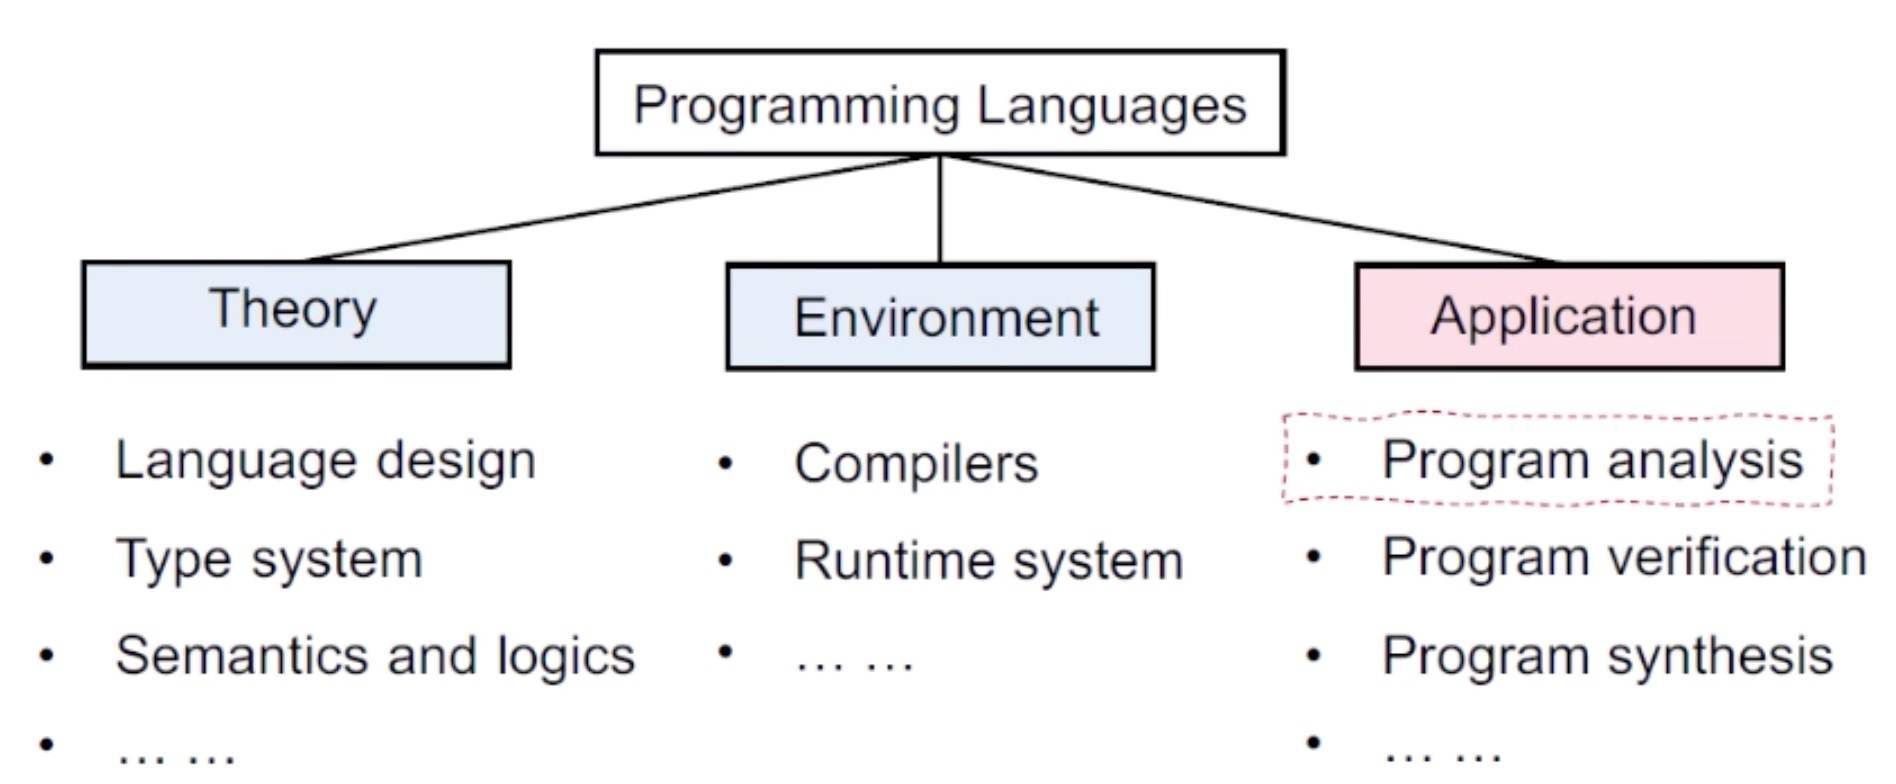 Programming Languages
Theory
• Language design
• Type system
• Semantics and logics
• ... ...
Environment
• Compilers
• Runtime system
• ... ...
Application
• Program analysis
• Program verification
• Program synthesis
• ... ...